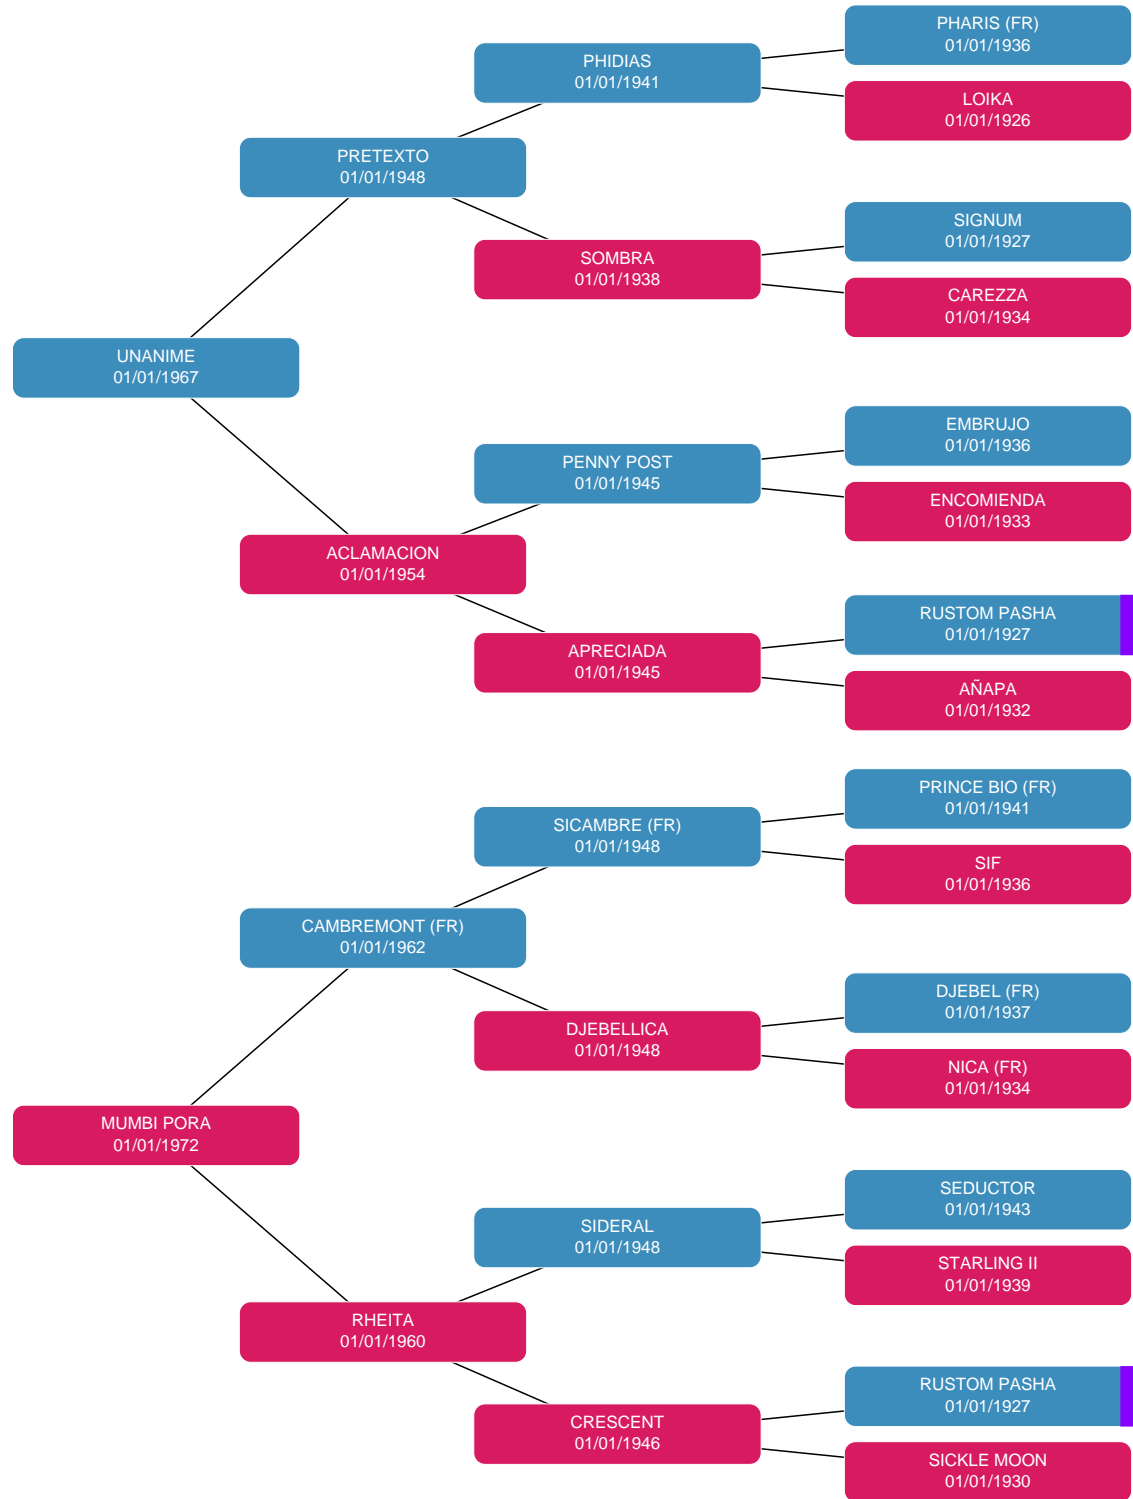 PHARIS (FR)
01/01/1936
PHIDIAS
01/01/1941
LOIKA
01/01/1926
PRETEXTO
01/01/1948
SIGNUM
01/01/1927
SOMBRA
01/01/1938
CAREZZA
01/01/1934
UNANIME
01/01/1967
EMBRUJO
01/01/1936
PENNY POST
01/01/1945
ENCOMIENDA
01/01/1933
ACLAMACION
01/01/1954
RUSTOM PASHA
01/01/1927
APRECIADA
01/01/1945
AÑAPA
01/01/1932
PRINCE BIO (FR)
01/01/1941
SICAMBRE (FR)
01/01/1948
SIF
01/01/1936
CAMBREMONT (FR)
01/01/1962
DJEBEL (FR)
01/01/1937
DJEBELLICA
01/01/1948
NICA (FR)
01/01/1934
MUMBI PORA
01/01/1972
SEDUCTOR
01/01/1943
SIDERAL
01/01/1948
STARLING II
01/01/1939
RHEITA
01/01/1960
RUSTOM PASHA
01/01/1927
CRESCENT
01/01/1946
SICKLE MOON
01/01/1930